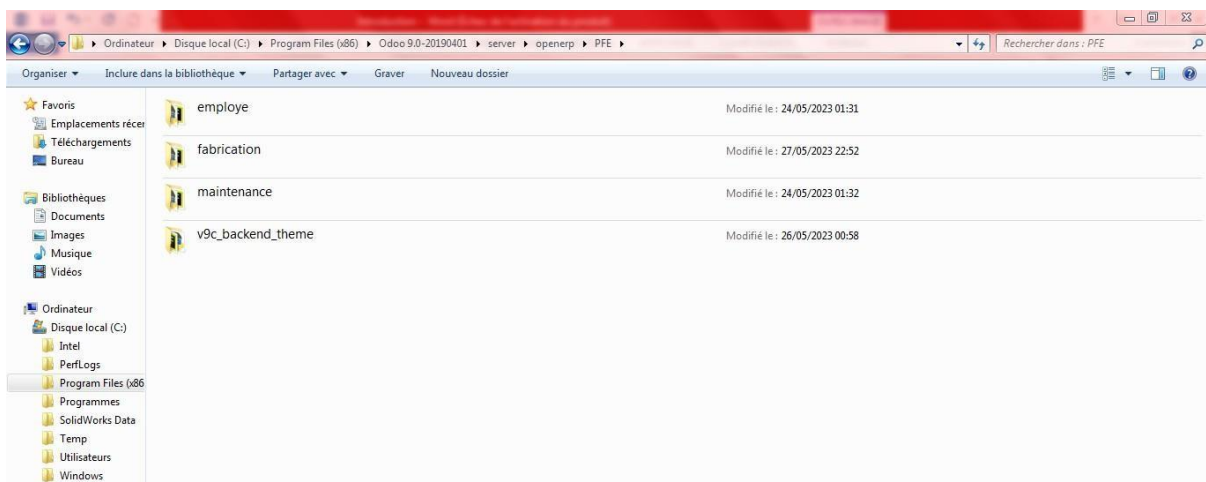 Ordinateur ▸ Disque local (C:) ▸ Program Files (x86) ▸ Odoo 9.0-20190401 ▸ server ▸ openerp ▸ PFE ▸
Rechercher dans : PFE
Organiser Inclure dans la bibliothèque Partager avec Graver Nouveau dossier
Favoris
Emplacements récer
Téléchargements
Bureau
Bibliothèques
Documents
Images
Musique
Vidéos
Ordinateur
Disque local (C:)
Intel
PerfLogs
Program Files (x86
Programmes
SolidWorks Data
Temp
Utilisateurs
Windows
employe Modifié le : 24/05/2023 01:31
fabrication Modifié le : 27/05/2023 22:52
maintenance Modifié le : 24/05/2023 01:32
v9c_backend_theme Modifié le : 26/05/2023 00:58